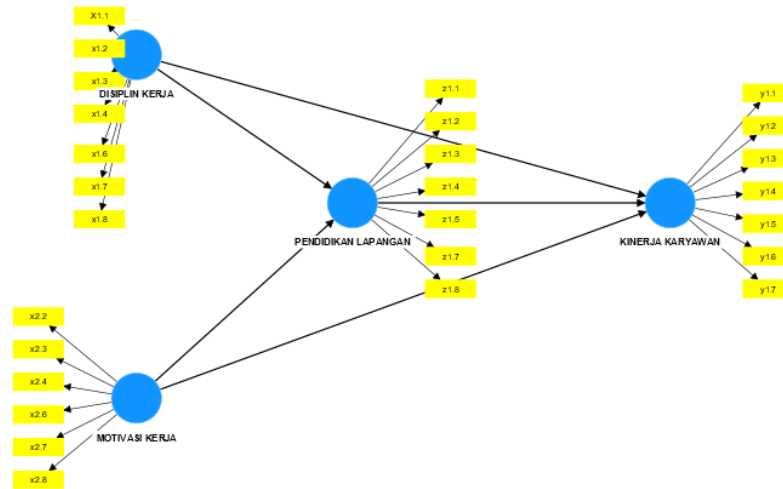 X1.1
x1.2
x1.3
DISIPLIN KERJA
x1.4
x1.6
x1.7
x1.8
z1.1
z1.2
z1.3
z1.4
z1.5
PENDIDIKAN LAPANGAN
z1.7
z1.8
y1.1
y1.2
y1.3
y1.4
y1.5
KINERJA KARYAWAN
y1.6
y1.7
x2.2
x2.3
x2.4
x2.6
x2.7
MOTIVASI KERJA
x2.8